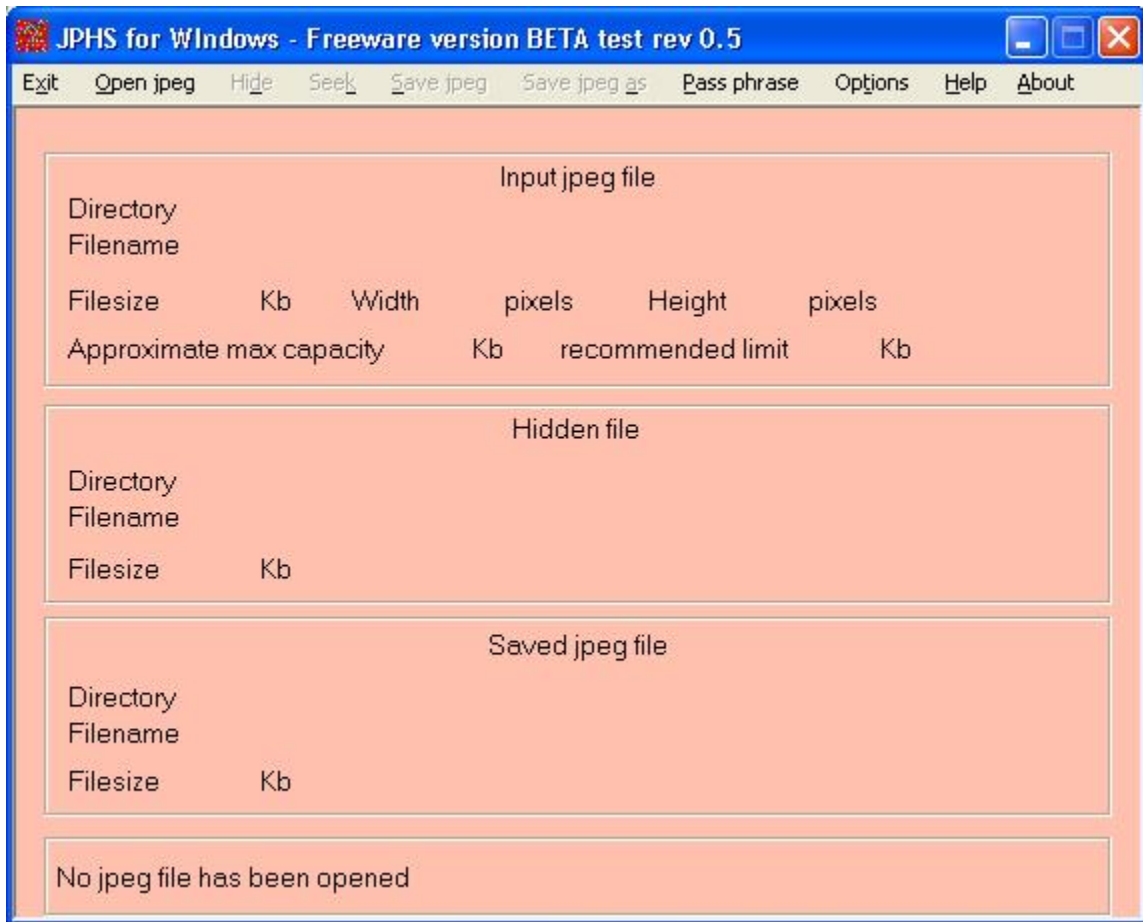 JPHS for WIndows - Freeware version BETA test rev 0.5
Exit Open jpeg Hide Seek Save jpeg Save jpeg as Pass phrase Options Help About
Input jpeg file
Directory
Filename
Filesize Kb Width pixels Height pixels
Approximate max capacity Kb recommended limit Kb
Hidden file
Directory
Filename
Filesize Kb
Saved jpeg file
Directory
Filename
Filesize Kb
No jpeg file has been opened